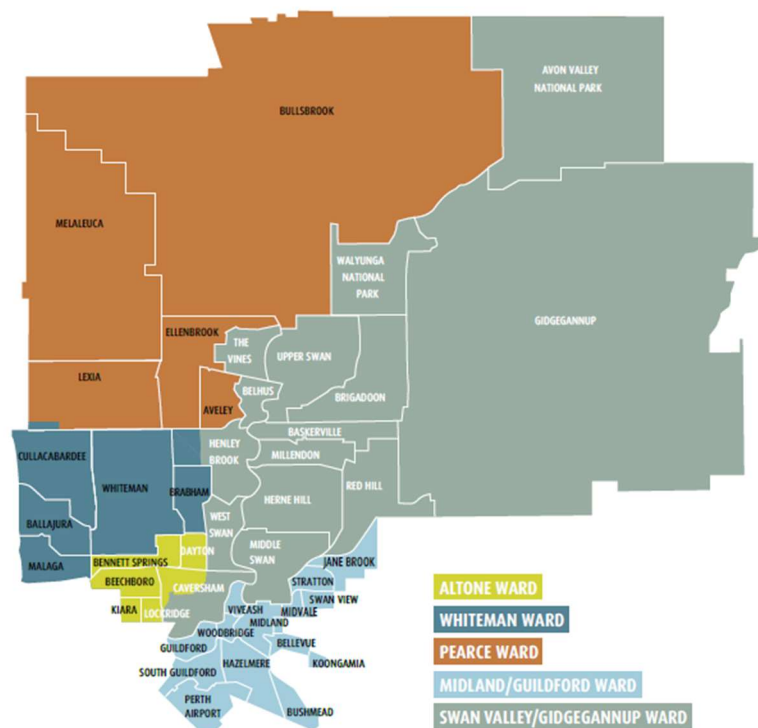 AVON VALLEY
NATIONAL PARK
BULLSBROOK
MELALEUCA
WALYUNGA
NATIONAL
PARK
GIDGEGANNUP
ELLENBROOK
THE
VINES
UPPER SWAN
LEXIA
BELHUS
BRIGADOON
AVELEY
BASKERVILLE
CULLACABARDEE
HENLEY
BROOK
MILLENDON
WHITEMAN
BRABHAM
RED HILL
HERNE HILL
BALLAJURA
WEST
SWAN
DAYTON
MIDDLE
SWAN
MALAGA
BENNETT SPRINGS
JANE BROOK
BEECHBORO
CAVERSHAM
STRATTON
KIARA
LOCKRIDGE
VIVEASH
MIDVALE
SWAN VIEW
MIDLAND
WOODBRIDGE
GUILDFORD
BELLEVUE
SOUTH GUILDFORD
HAZELMERE
KOONGAMIA
PERTH
AIRPORT
BUSHMEAD
ALTONE WARD
WHITEMAN WARD
PEARCE WARD
MIDLAND/GUILDFORD WARD
SWAN VALLEY/GIDGEGANNUP WARD